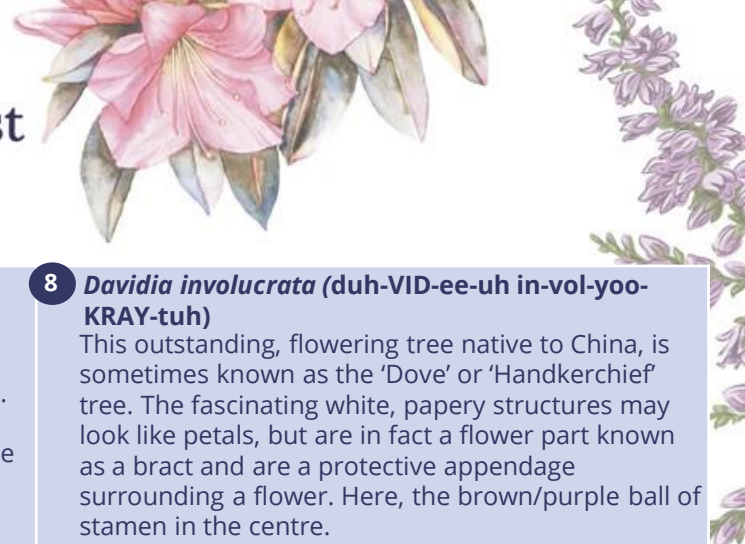 st
8 Davidia involucrata (duh-VID-ee-uh in-vol-yoo-
KRAY-tuh)
This outstanding, flowering tree native to China, is
sometimes known as the ‘Dove’ or ‘Handkerchief’
tree. The fascinating white, papery structures may
look like petals, but are in fact a flower part known
as a bract and are a protective appendage
surrounding a flower. Here, the brown/purple ball of
stamen in the centre.
.
e